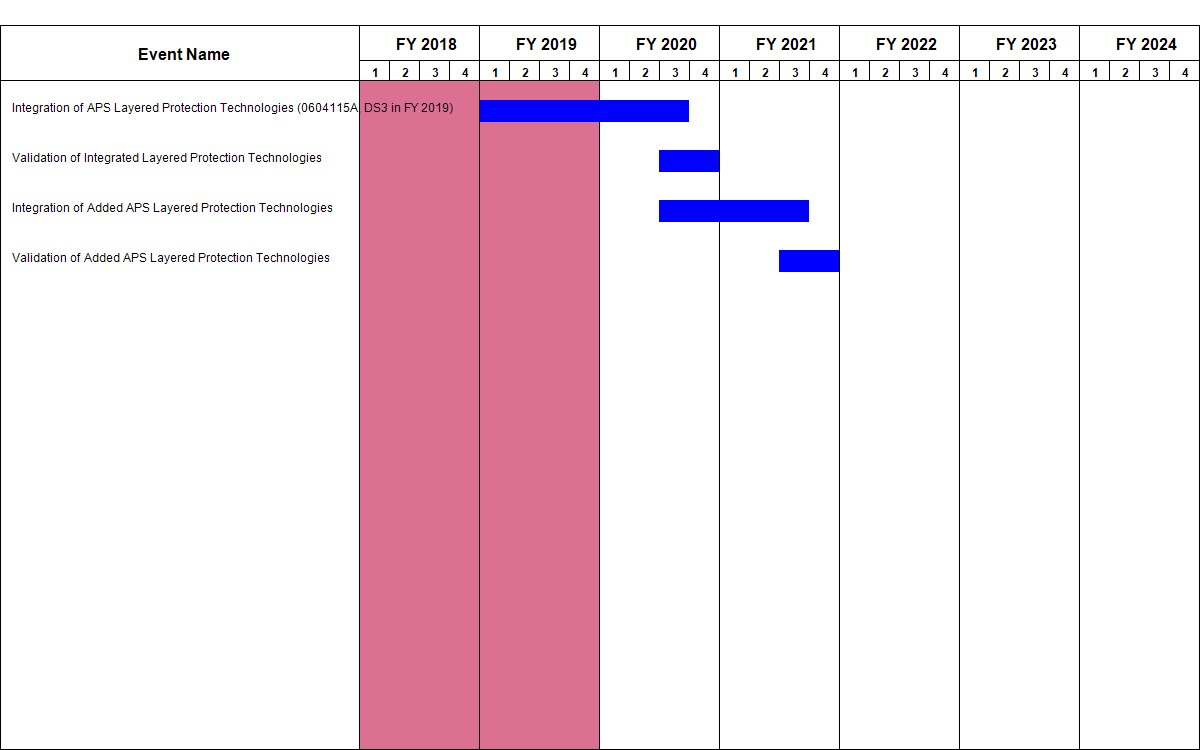 Event Name FY 2018 FY 2019 FY 2020 FY 2021 FY 2022 FY 2023 FY 2024
1 2 3 4 1 2 3 4 1 2 3 4 1 2 3 4 1 2 3 4 1 2 3 4 1 2 3 4
Integration of APS Layered Protection Technologies (0604115A, DS3 in FY 2019)
Validation of Integrated Layered Protection Technologies
Integration of Added APS Layered Protection Technologies
Validation of Added APS Layered Protection Technologies